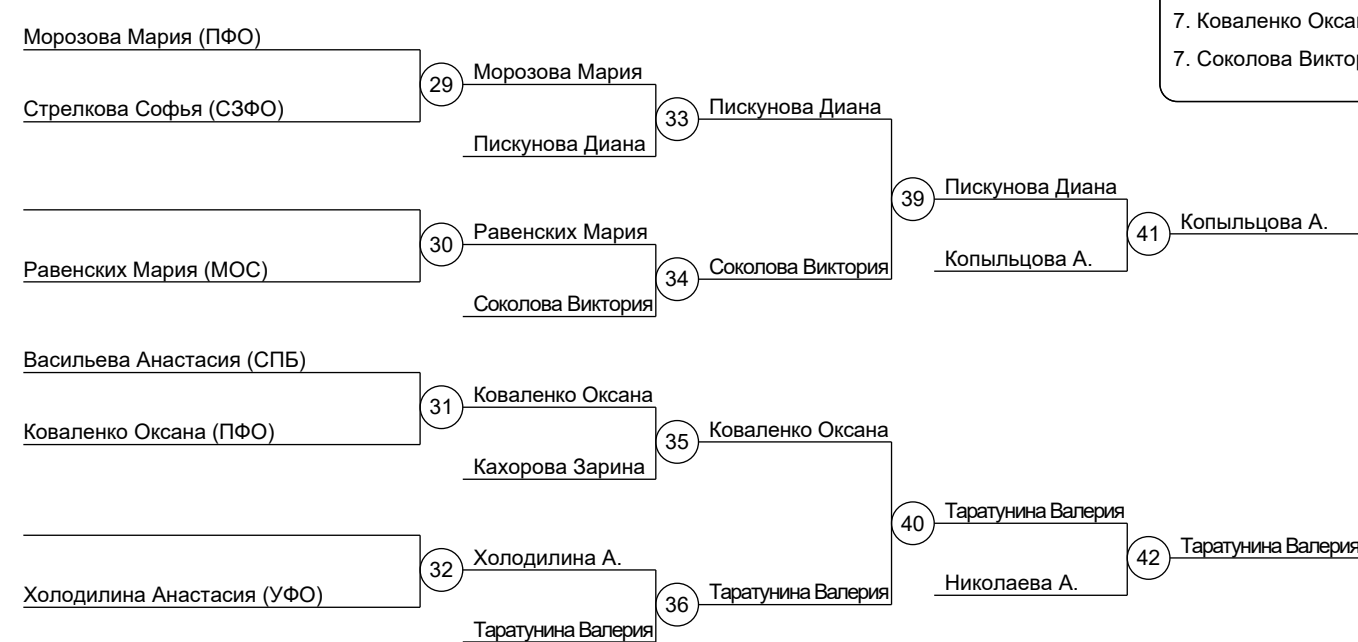 7. Коваленко
7. Соколова
Морозова Мария (ПФО)
29
Морозова Мария
Стрелкова Софья (СЗФО)
33
Пискунова Диана
Пискунова Диана
39
Пискунова Диана
30
Равенских Мария
41
Копыльцова А.
Равенских Мария (МОС)
34
Соколова Виктория
Копыльцова А.
Соколова Виктория
Васильева Анастасия (СПБ)
31
Коваленко Оксана
Коваленко Оксана (ПФО)
35
Коваленко Оксана
Кахорова Зарина
40
Таратунина Валерия
32
Холодилина А.
42
Таратунина Валерия
Холодилина Анастасия (УФО)
36
Таратунина Валерия
Николаева А.
Таратунина Валерия